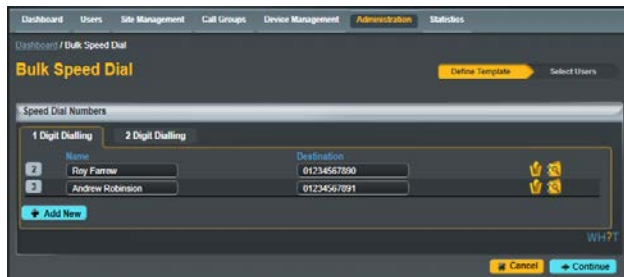 Dashboard Users Site Management Call Groups Device Management Administration Statistics
Dashboard / Bulk Speed Dial
Bulk Speed Dial
Define Template Select Users
Speed Dial Numbers
1 Digit Dialling 2 Digit Dialling
Name Destination
2 Roy Farrow 01234567890
3 Andrew Robinsion 01234567891
Add New
WH?T
Cancel Continue